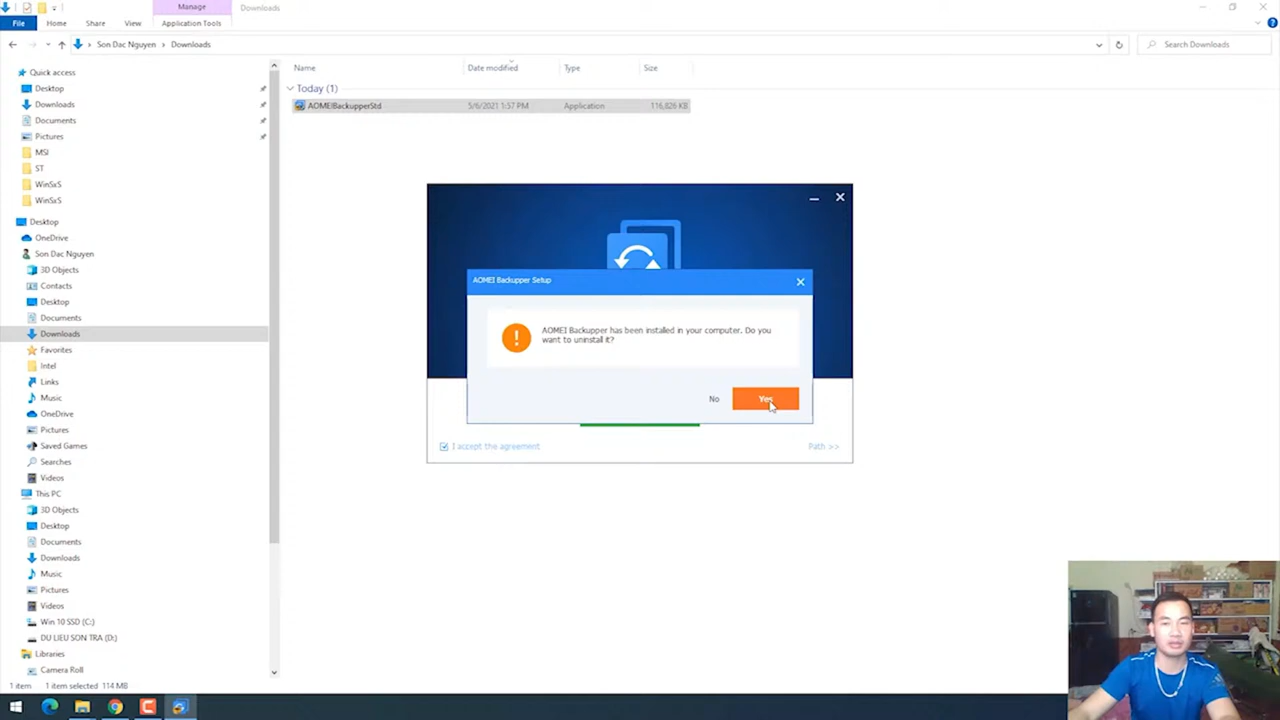 Manage
Downloads
File
Home
Share
View
Application Tools
Son Dac Nguyen
Downloads
Search Downloads
Name
Date modified
Type
Size
Quick access
Desktop
Downloads
Documents
Pictures
MSI
ST
WinSxS
WinSxS
Desktop
OneDrive
Son Dac Nguyen
3D Objects
Contacts
Desktop
Documents
Downloads
Favorites
Intel
Links
Music
OneDrive
Pictures
Saved Games
Searches
Videos
This PC
3D Objects
Desktop
Documents
Downloads
Music
Pictures
Videos
Win 10 SSD (C:)
DU LIEU SON TRA (D:)
Libraries
Camera Roll
Today (1)
AOMEIBackupperStd
5/6/2021 1:57 PM
Application
116,826 KB
AOMEI Backupper Setup
AOMEI Backupper has been installed in your computer. Do you
want to uninstall it?
No
Yes
I accept the agreement
Path >>
1 item
1 item selected 114 MB